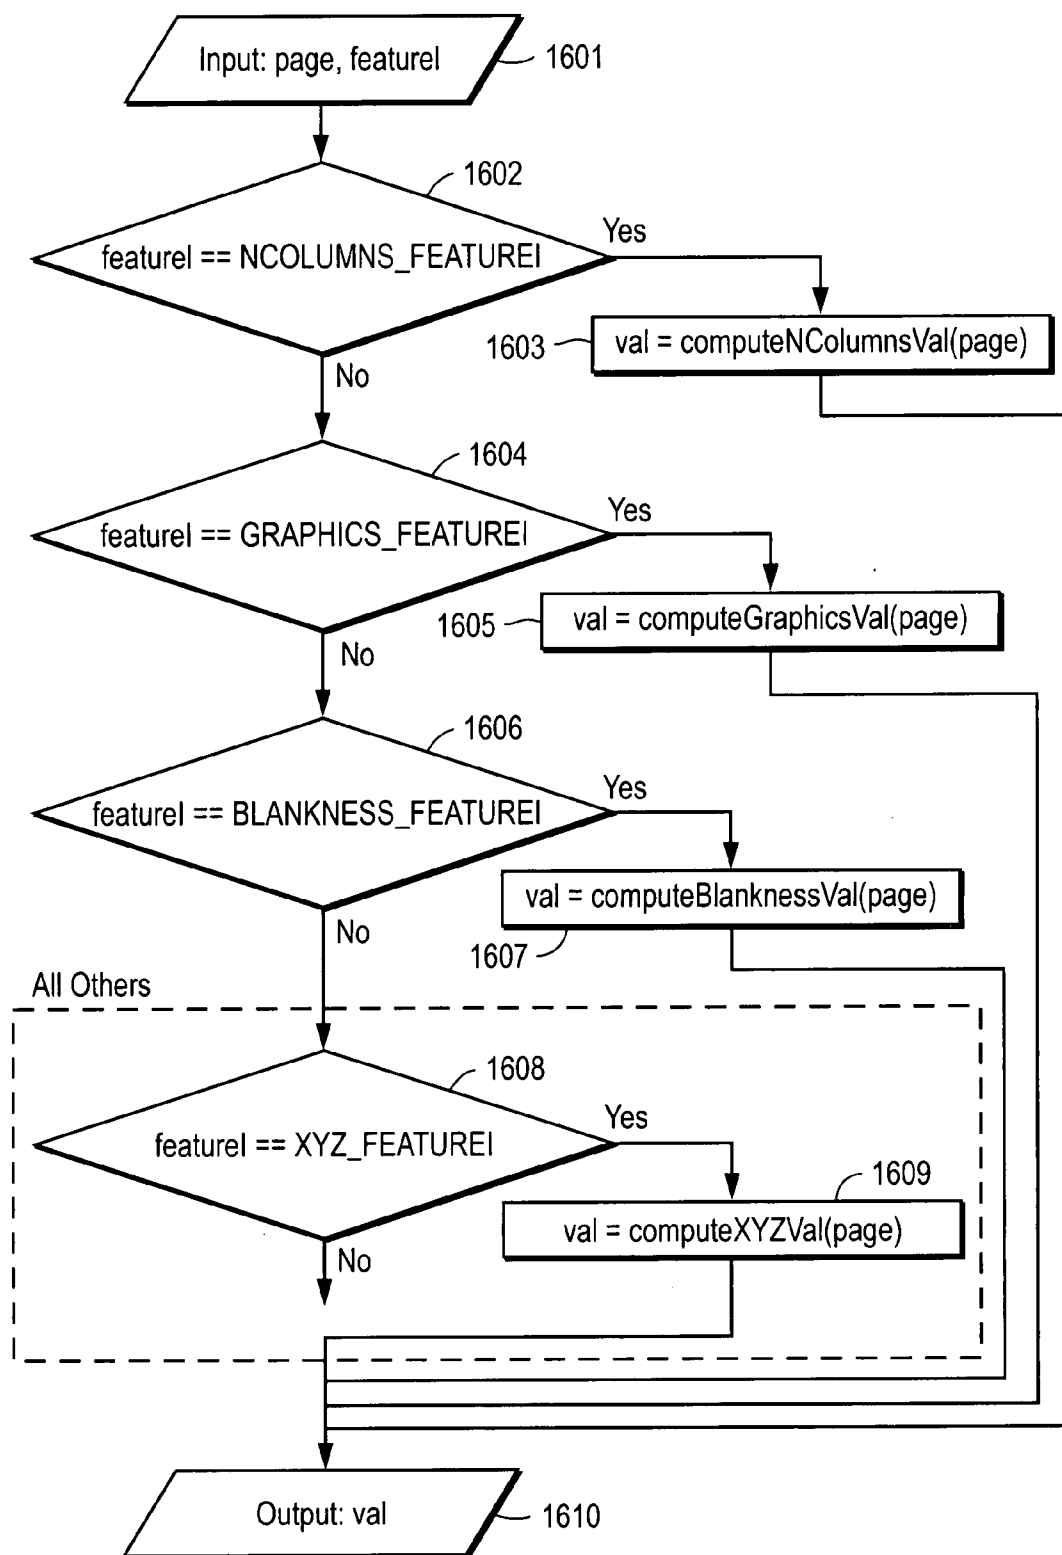 Input: page, featureI
1601
1602
featureI == NCOLUMNS_FEATUREI
Yes
1603
val = computeNColumnsVal(page)
No
1604
featureI == GRAPHICS_FEATUREI
Yes
1605
val = computeGraphicsVal(page)
No
1606
featureI == BLANKNESS_FEATUREI
Yes
val = computeBlanknessVal(page)
No
1607
All Others
1608
featureI == XYZ_FEATUREI
Yes
1609
val = computeXYZVal(page)
No
Output: val
1610